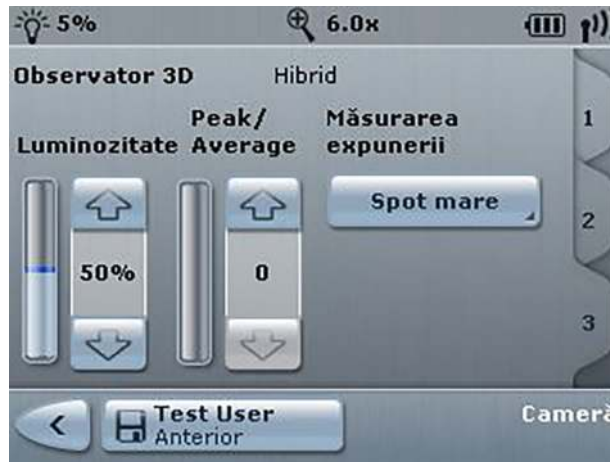 5%
6.0x
Observator 3D Hibrid
Luminozitate
Peak/
Average
Măsurarea
expunerii
Spot mare
50%
0
1
2
3
Test User
Anterior
Cameră